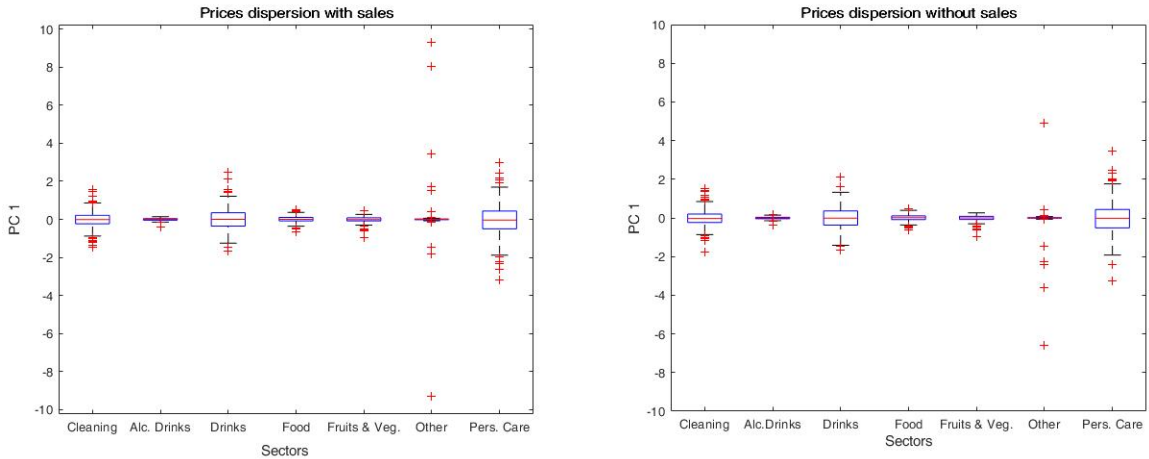 Prices dispersion with sales
10
8
6
4
2
0
-2
-4
-6
-8
-10
PC 1
Cleaning Alc. Drinks Drinks Food Fruits & Veg. Other Pers. Care
Sectors
Prices dispersion without sales
10
8
6
4
2
0
-2
-4
-6
-8
-10
PC 1
Cleaning Alc.Drinks Drinks Food Fruits & Veg. Other Pers. Care
Sectors